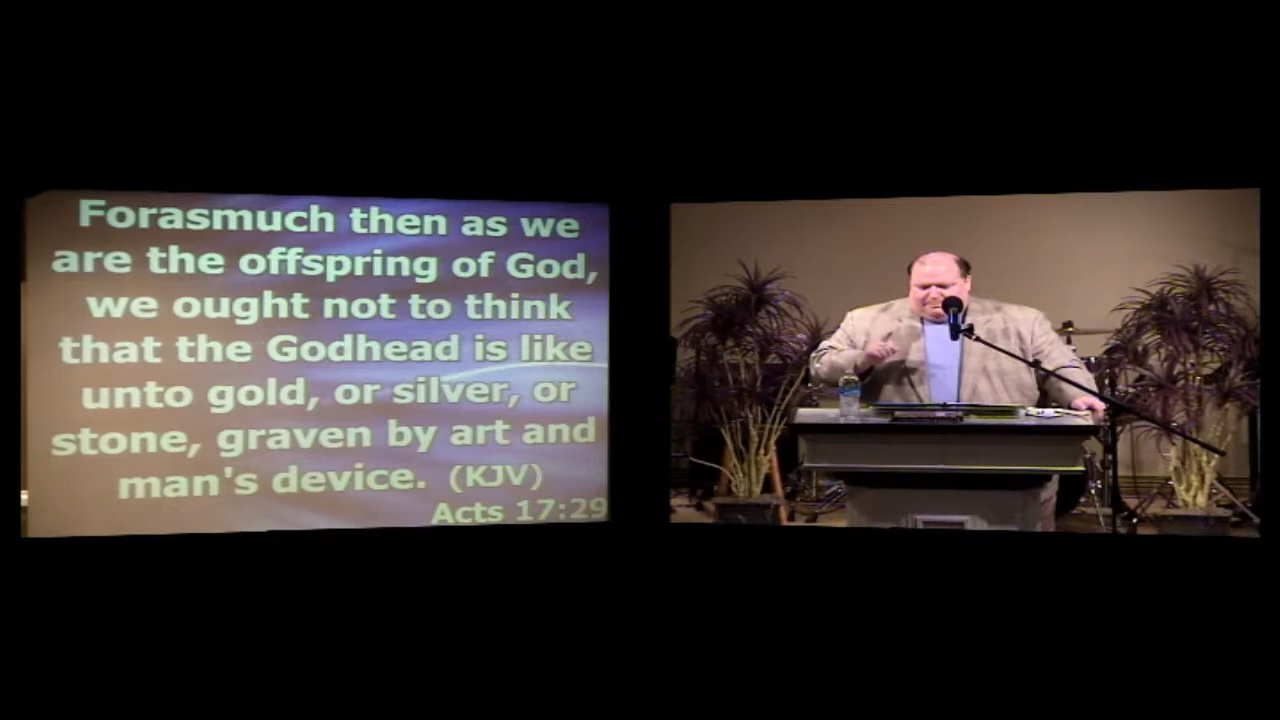 Forasmuch then as we
are the offspring of God,
we ought not to think
that the Godhead is like
unto gold, or silver, or
stone, graven by art and
man's device. (KJV)
Acts 17:29